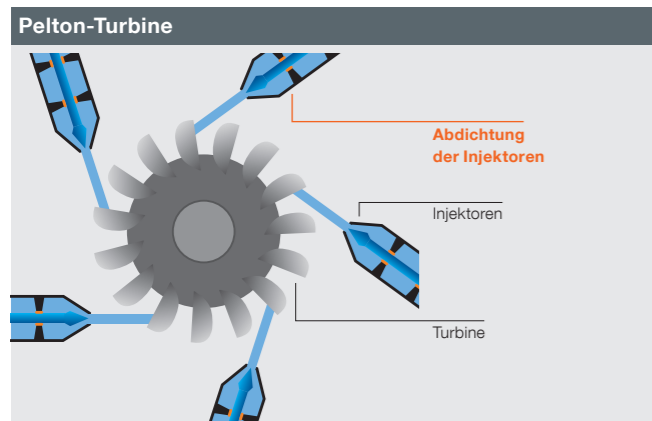 Pelton-Turbine
Abdichtung
der Injektoren
Injektoren
Turbine